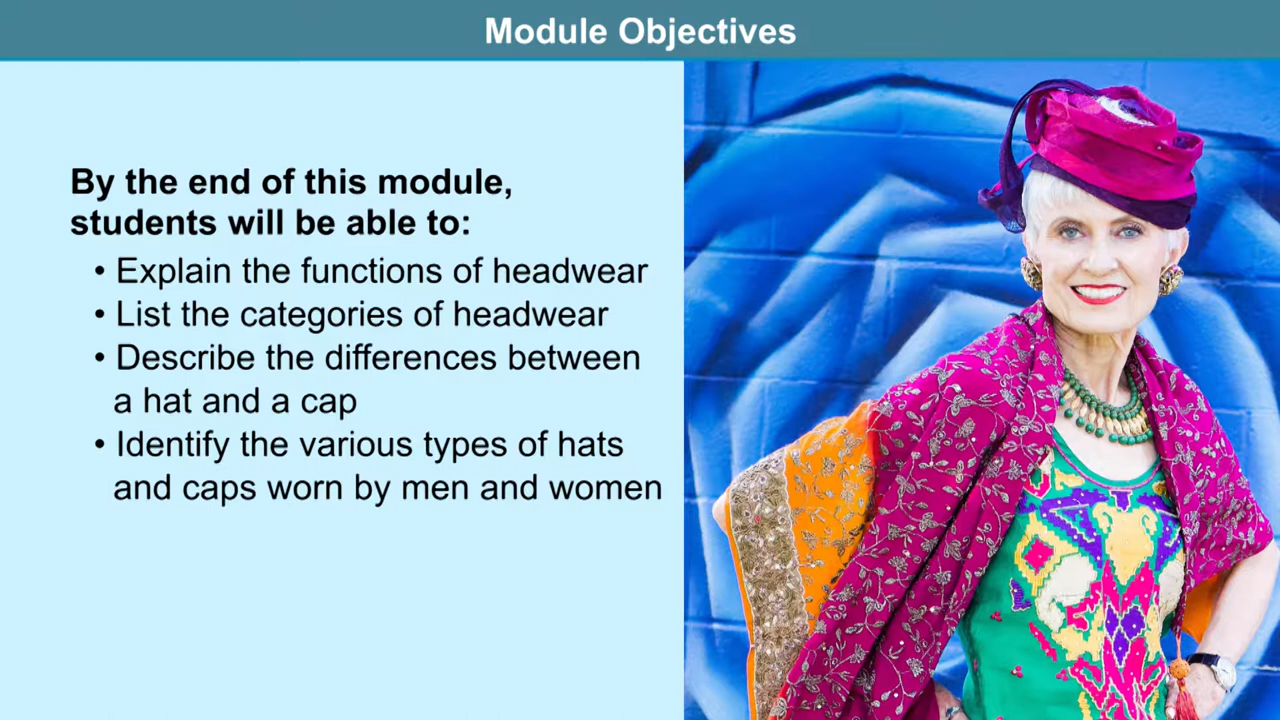 Module Objectives
By the end of this module,
students will be able to:
• Explain the functions of headwear
• List the categories of headwear
• Describe the differences between
a hat and a cap
• Identify the various types of hats
and caps worn by men and women